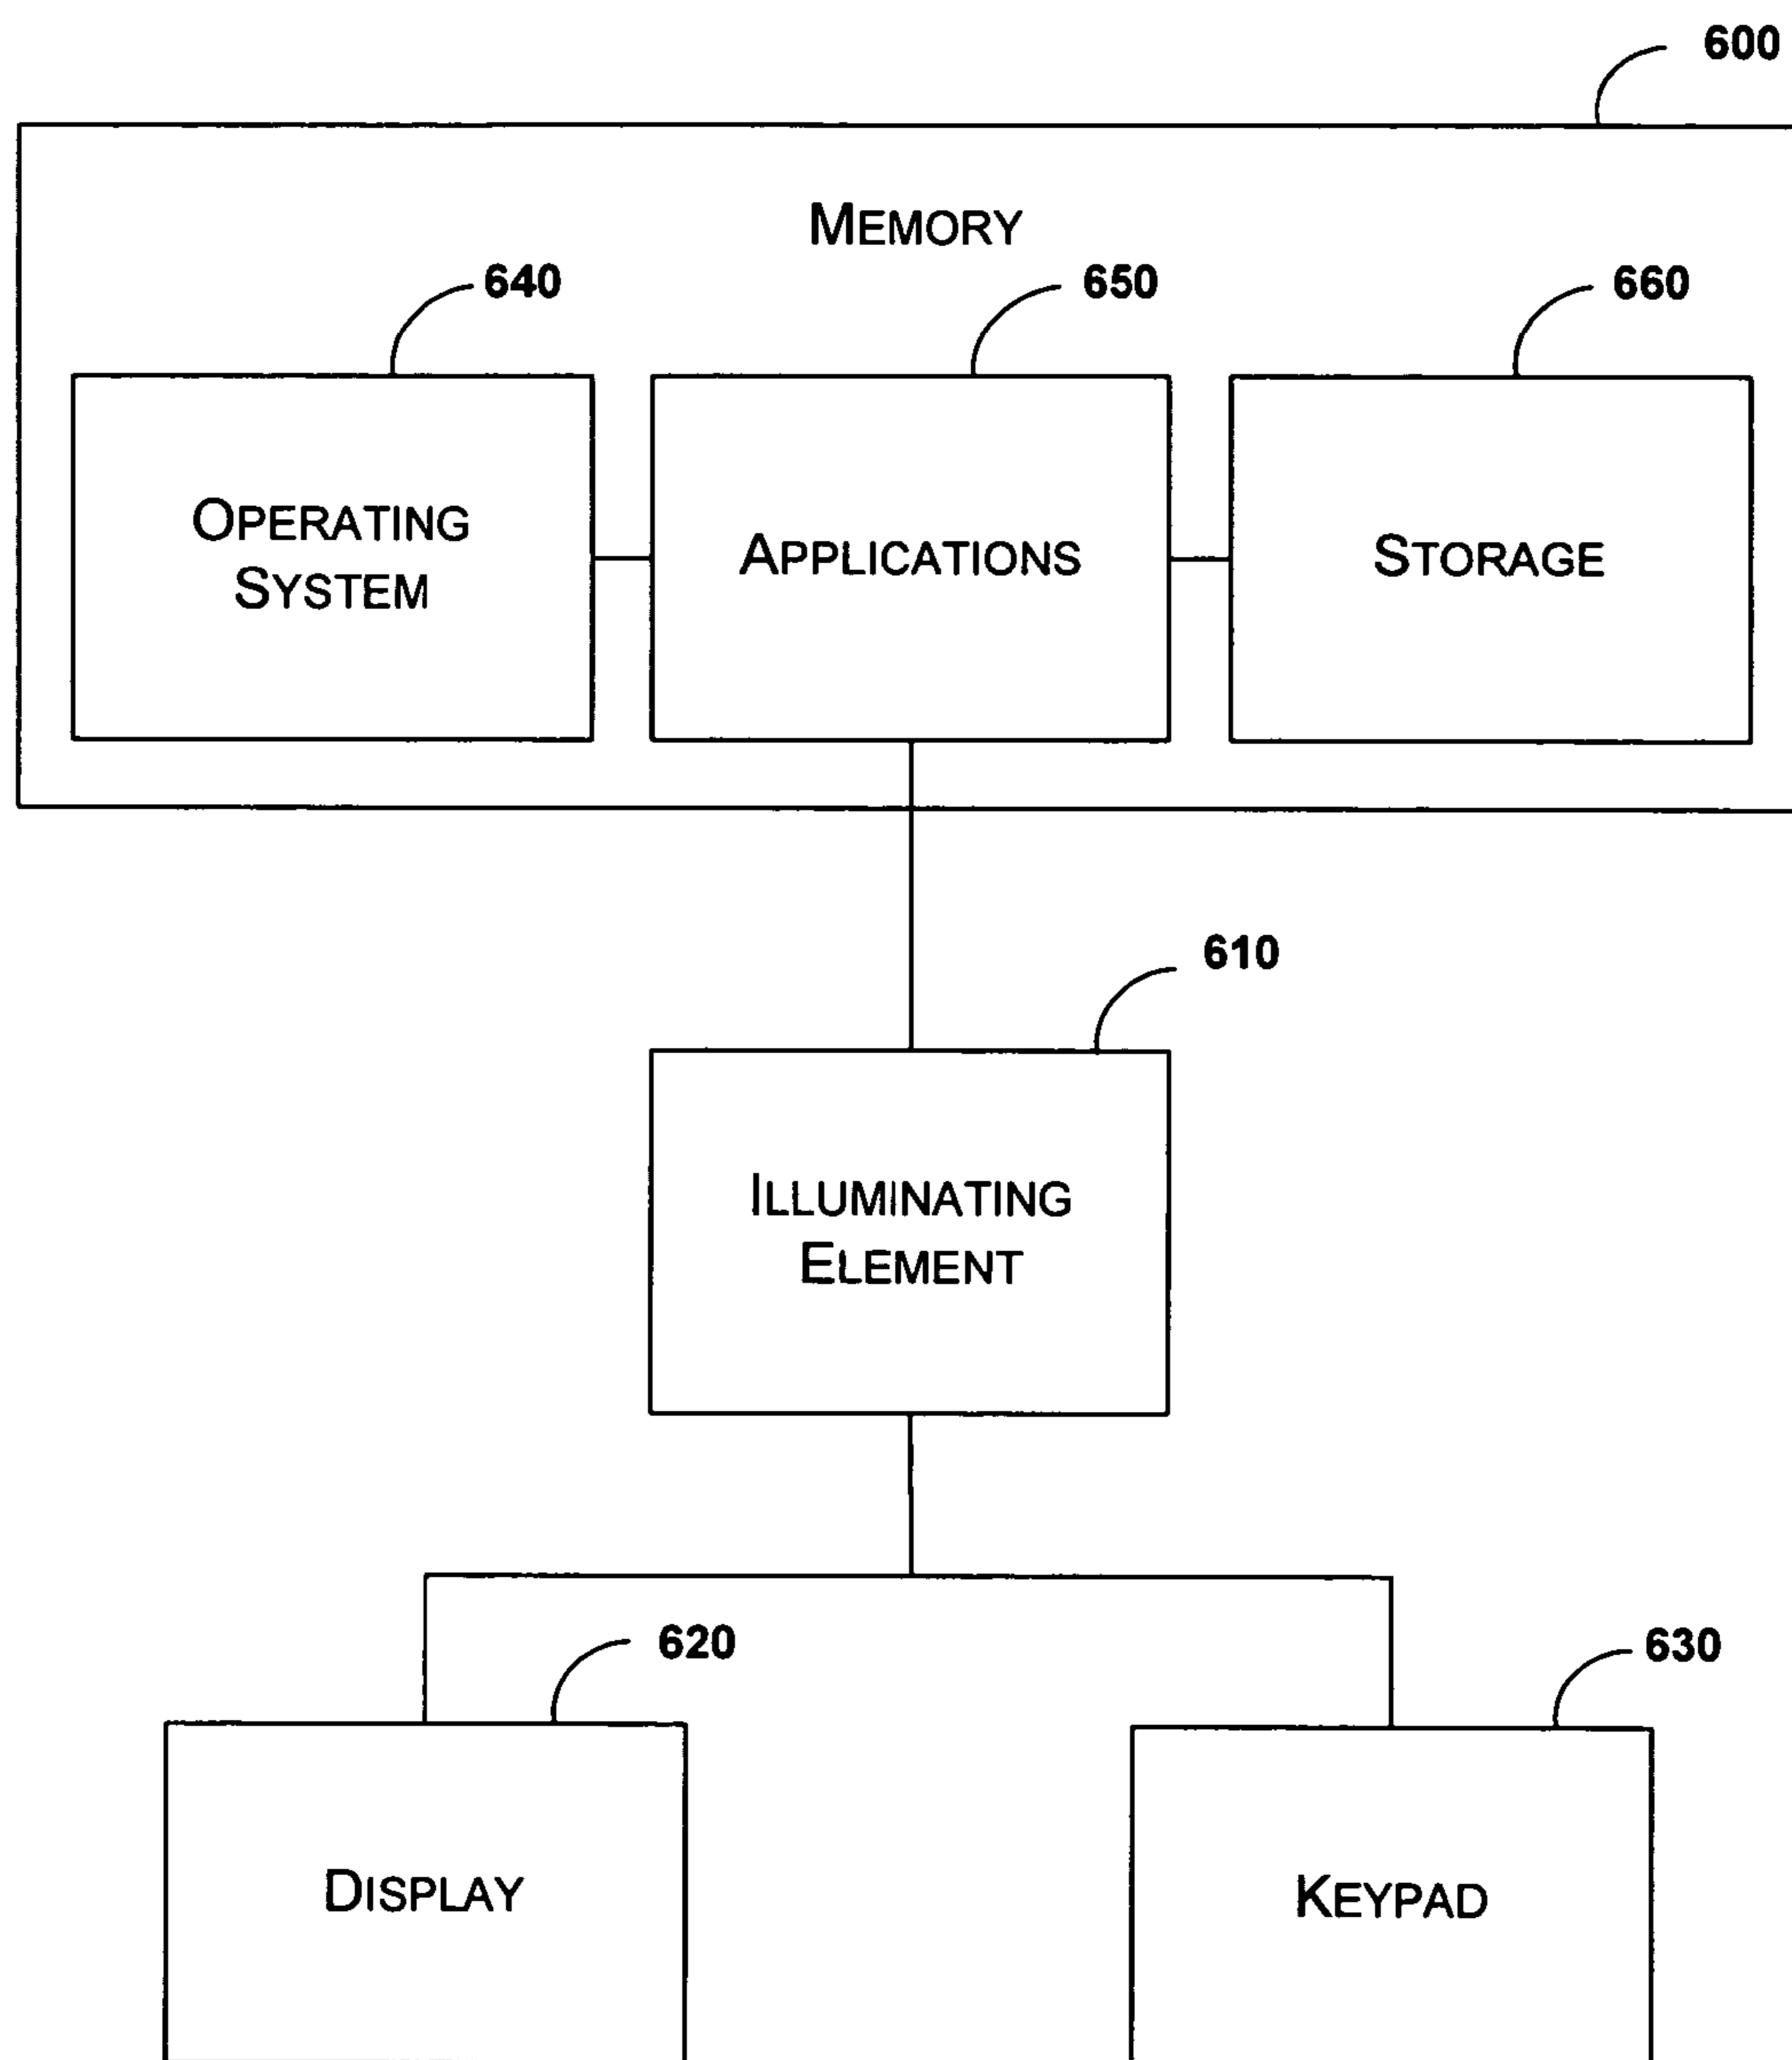 600
MEMORY
640
650
660
OPERATING
SYSTEM
APPLICATIONS
STORAGE
610
ILLUMINATING
ELEMENT
620
630
DISPLAY
KEYPAD